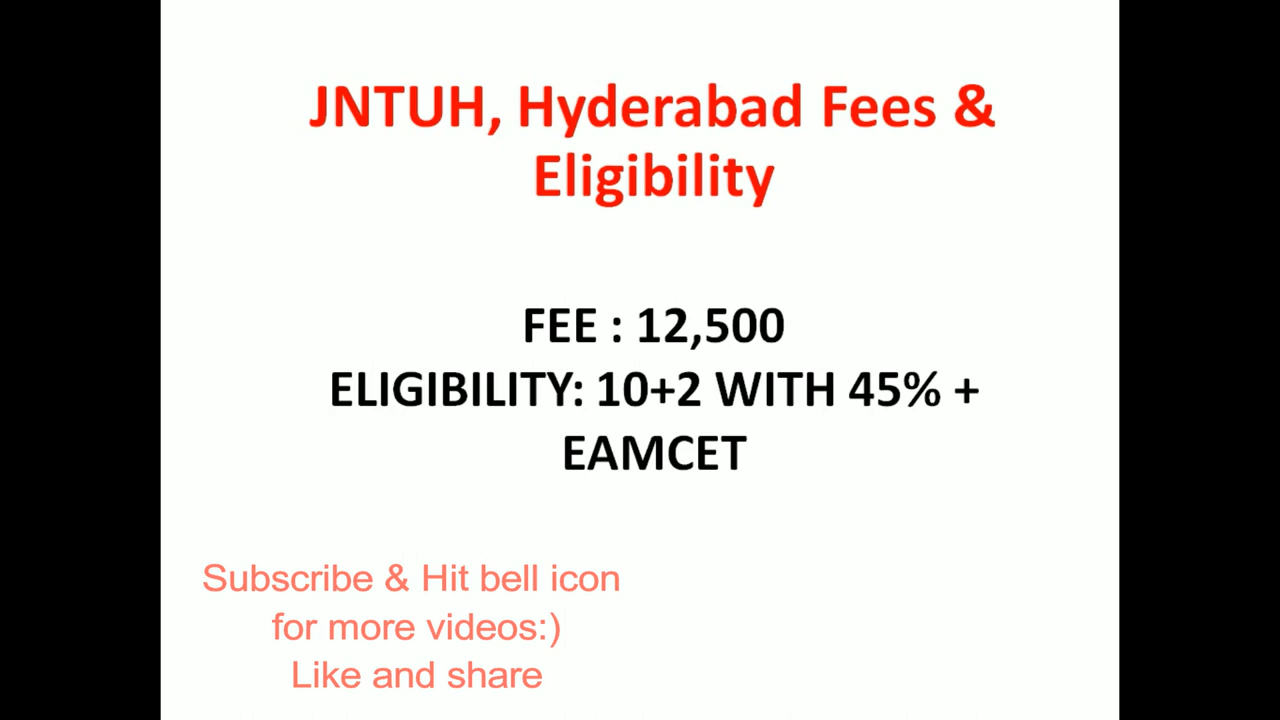 JNTUH, Hyderabad Fees &
Eligibility
FEE : 12,500
ELIGIBILITY: 10+2 WITH 45% +
EAMCET
Subscribe & Hit bell icon
for more videos:)
Like and share